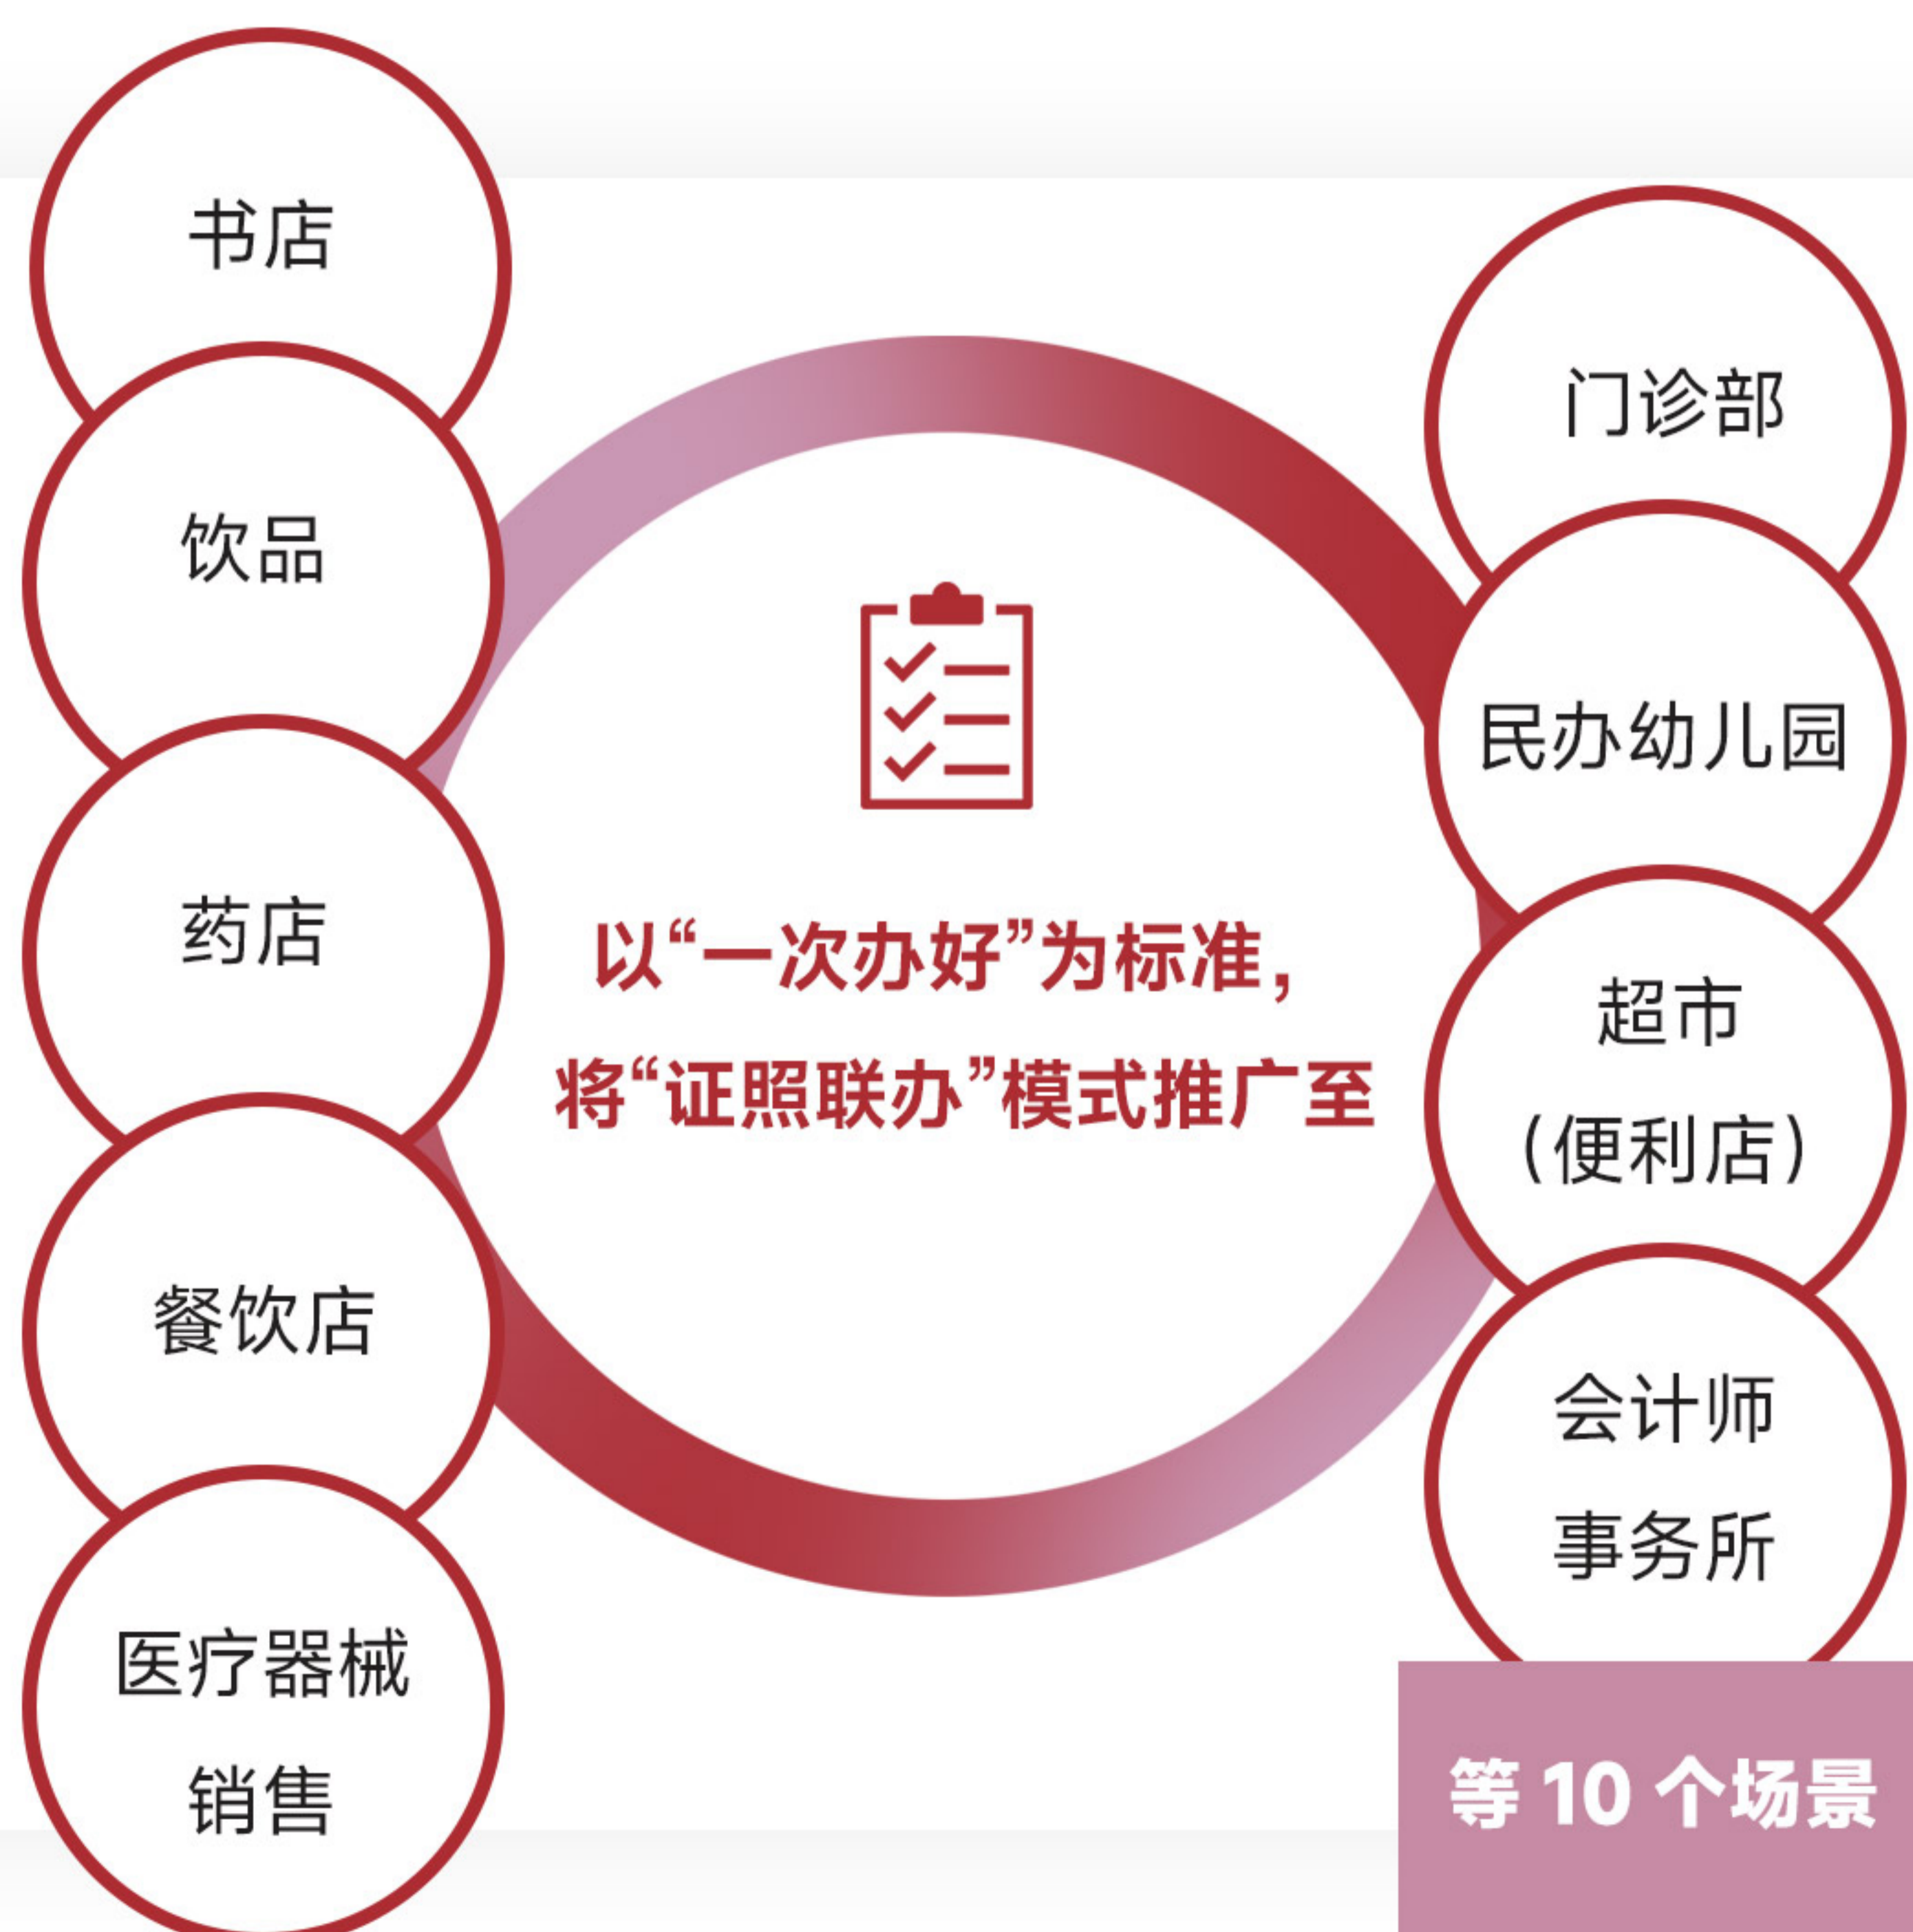 书店
饮品
药店
餐饮店
医疗器械
销售
以“一次办好”为标准，
将“证照联办”模式推广至
门诊部
民办幼儿园
超市
（便利店）
会计师
事务所
等 10 个场景